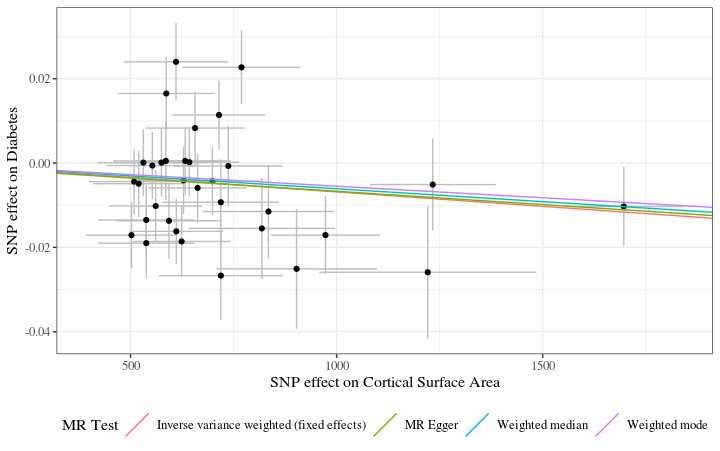 SNP effect on Diabetes
0.02
0.00
-0.02
-0.04
500
1000
1500
SNP effect on Cortical Surface Area
MR Test
Inverse variance weighted (fixed effects)
MR Egger
Weighted median
Weighted mode